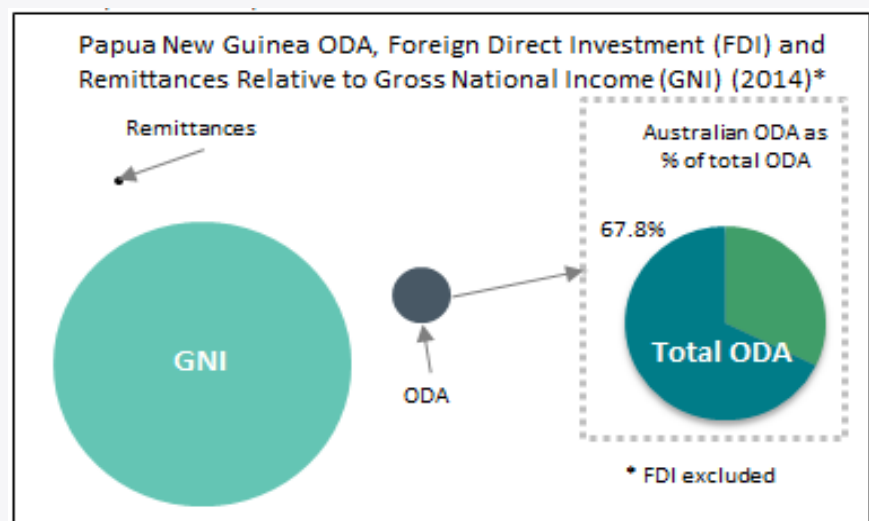 Papua New Guinea ODA, Foreign Direct Investment (FDI) and
Remittances Relative to Gross National Income (GNI) (2014)*
Remittances
Australian ODA as
% of total ODA
67.8%
GNI
Total ODA
ODA
* FDI excluded